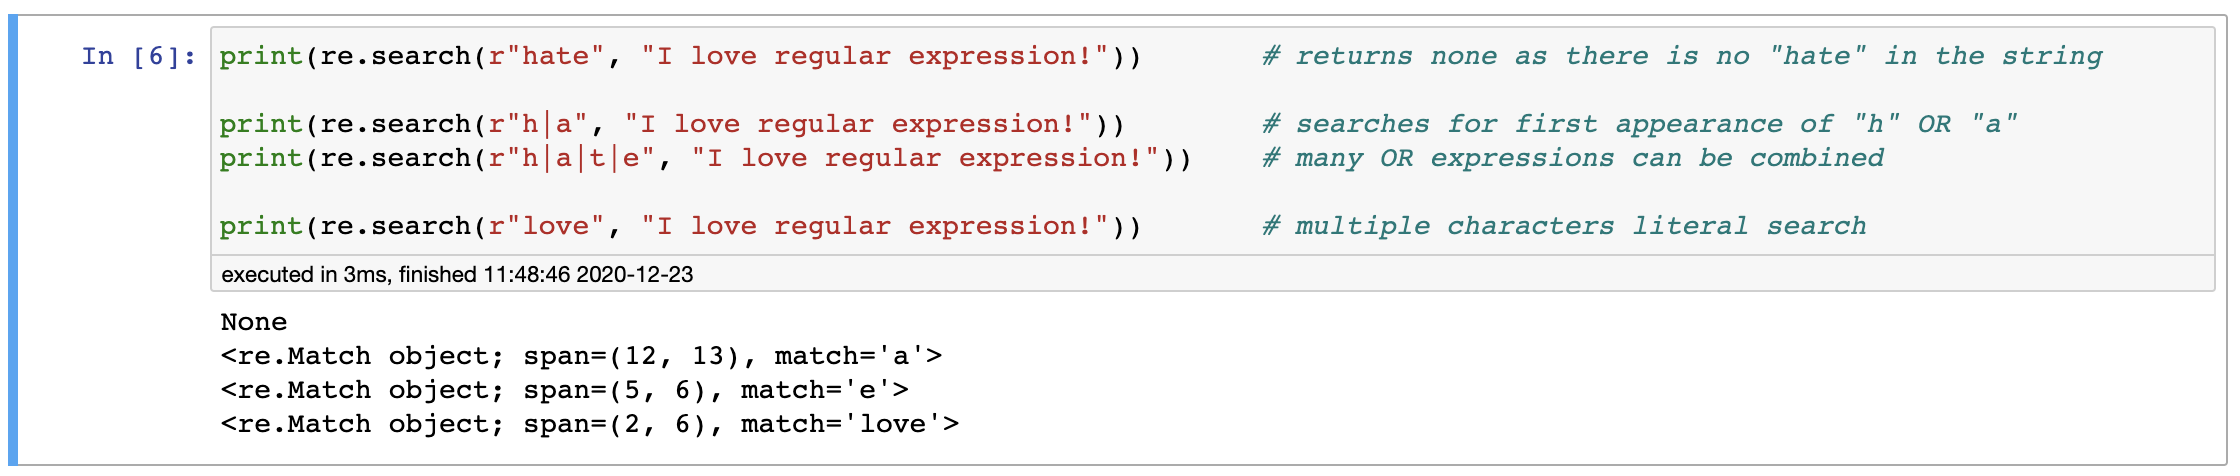 In [6]: print(re.search(r"hate", "I love regular expression!")) # returns none as there is no "hate" in the string
print(re.search(r"h|a", "I love regular expression!")) # searches for first appearance of "h" OR "a"
print(re.search(r"h|a|t|e", "I love regular expression!")) # many OR expressions can be combined
print(re.search(r"love", "I love regular expression!")) # multiple characters literal search
executed in 3ms, finished 11:48:46 2020-12-23
None
<re.Match object; span=(12, 13), match='a'>
<re.Match object; span=(5, 6), match='e'>
<re.Match object; span=(2, 6), match='love'>